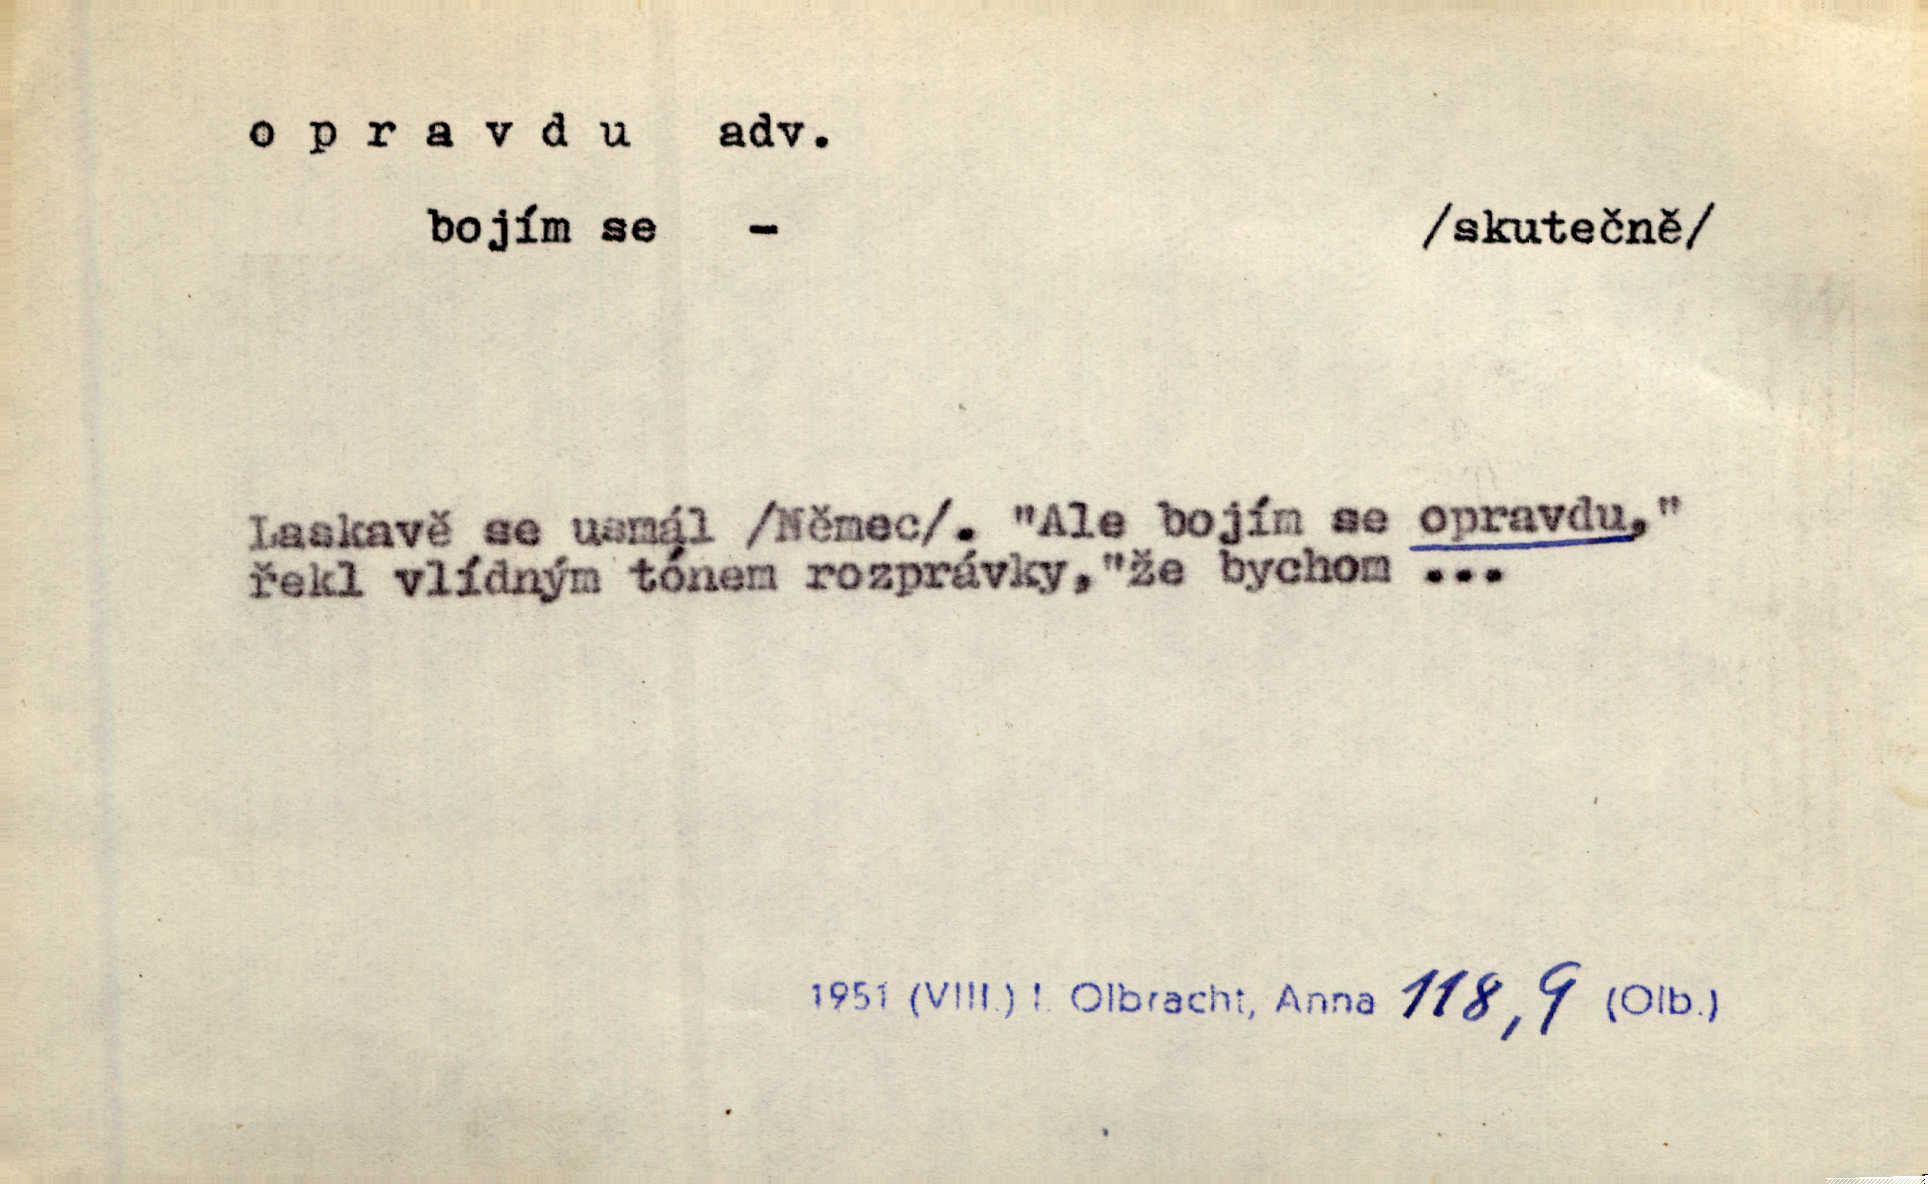 o p r a v d u adv.
bojím se - /skutečně/
Laskavě se usmál /Němec/. "Ale bojím se opravdu,"
řekl vlídným tónem rozprávky,"že bychom ...
1951 (VIII.) I. Olbracht, Anna 118,9 (Olb.)